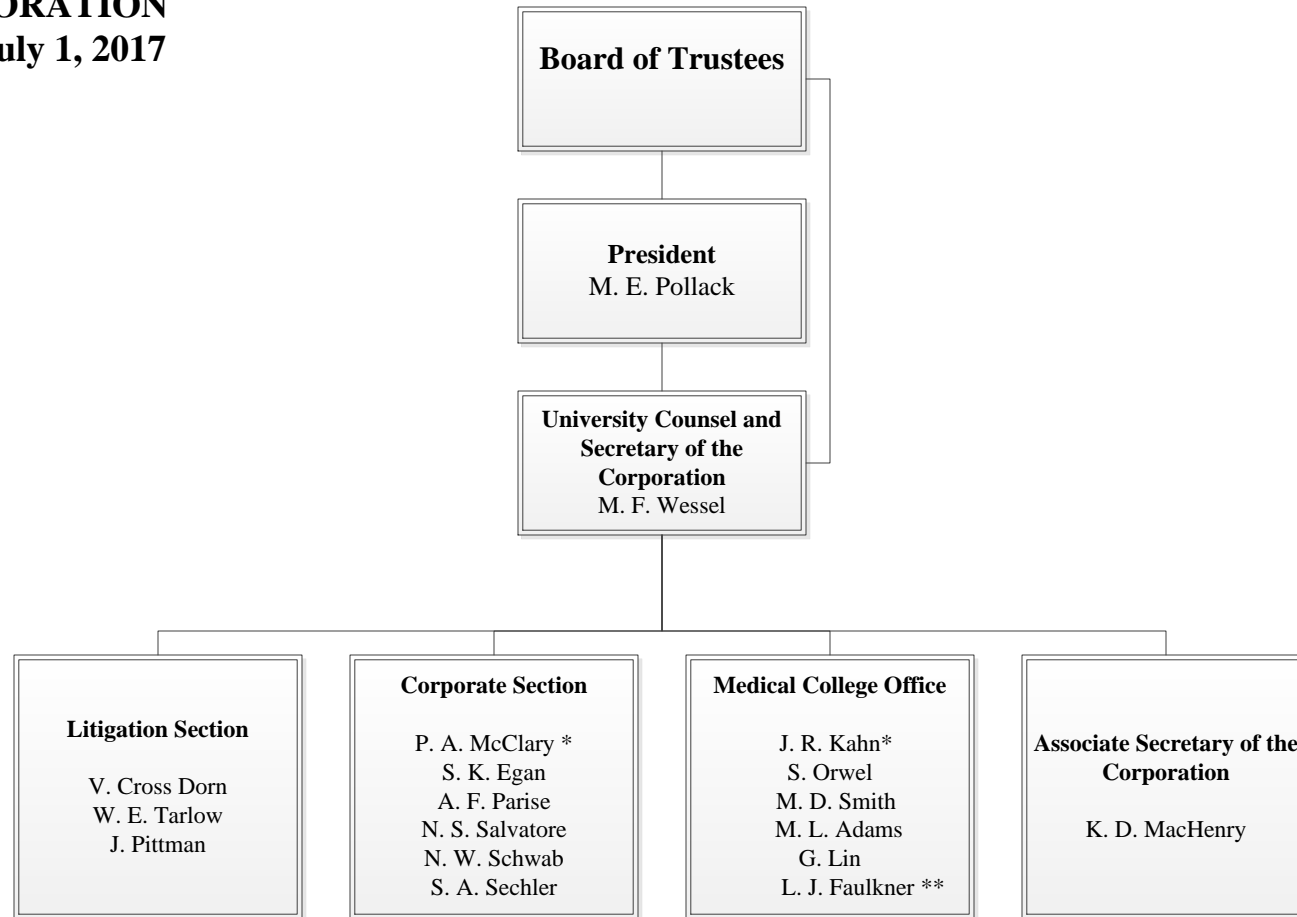 ORATION
uly 1, 2017
Board of Trustees
President
M. E. Pollack
University Counsel and
Secretary of the
Corporation
M. F. Wessel
Litigation Section
V. Cross Dorn
W. E. Tarlow
J. Pittman
Corporate Section
P. A. McClary *
S. K. Egan
A. F. Parise
N. S. Salvatore
N. W. Schwab
S. A. Sechler
Medical College Office
J. R. Kahn*
S. Orwel
M. D. Smith
M. L. Adams
G. Lin
L. J. Faulkner **
Associate Secretary of the
Corporation
K. D. MacHenry